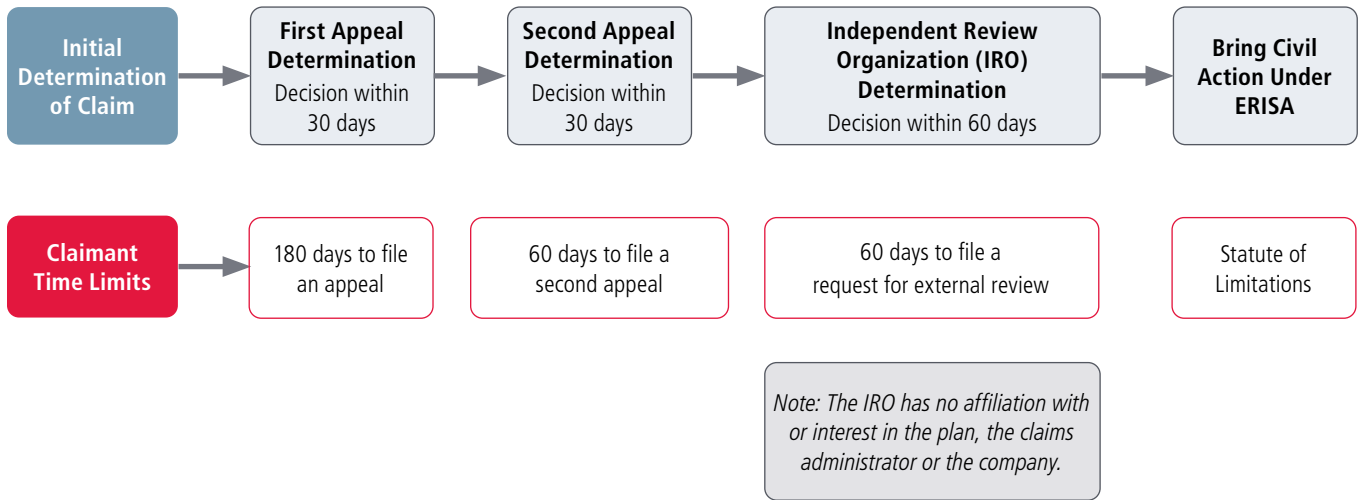 Initial
Determination
of Claim
First Appeal
Determination
Decision within
30 days
Second Appeal
Determination
Decision within
30 days
Independent Review
Organization (IRO)
Determination
Decision within 60 days
Bring Civil
Action Under
ERISA
Claimant
Time Limits
180 days to file
an appeal
60 days to file a
second appeal
60 days to file a
request for external review
Statute of
Limitations
Note: The IRO has no affiliation with
or interest in the plan, the claims
administrator or the company.